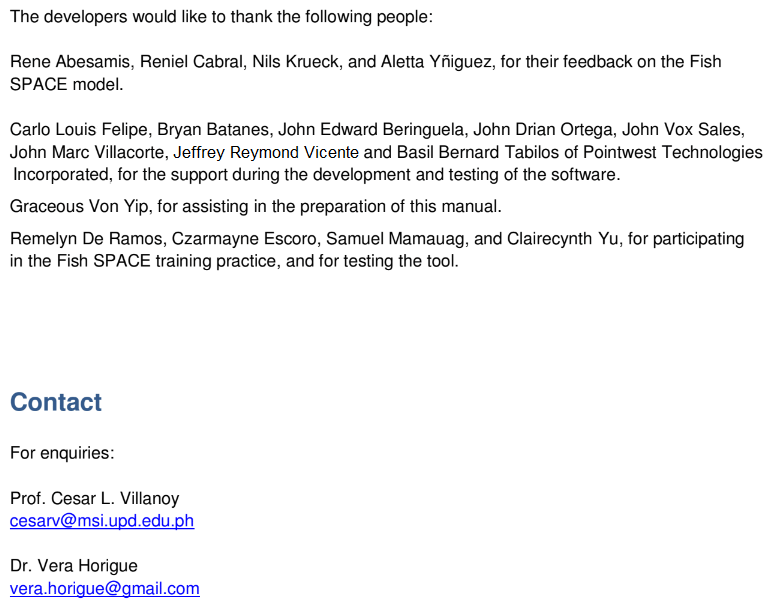 The developers would like to thank the following people:
Rene Abesamis, Reniel Cabral, Nils Krueck, and Aletta Yñiguez, for their feedback on the Fish
SPACE model.
Carlo Louis Felipe, Bryan Batanes, John Edward Beringuela, John Drian Ortega, John Vox Sales,
John Marc Villacorte, Jeffrey Reymond Vicente and Basil Bernard Tabilos of Pointwest Technologies
Incorporated, for the support during the development and testing of the software.
Graceous Von Yip, for assisting in the preparation of this manual.
Remelyn De Ramos, Czarmayne Escoro, Samuel Mamauag, and Clairecynth Yu, for participating
in the Fish SPACE training practice, and for testing the tool.
Contact
For enquiries:
Prof. Cesar L. Villanoy
cesarv@msi.upd.edu.ph
Dr. Vera Horigue
vera.horigue@gmail.com